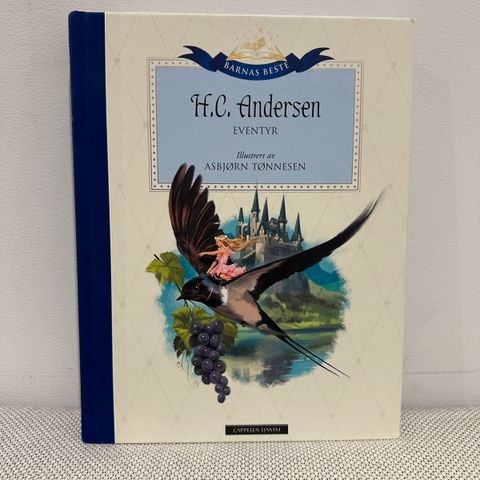 BARNAS BESTE
H.C. Andersen
EVENTYR
Illustrert av
ASBJØRN TØNNESEN
CAPPELEN DAMM